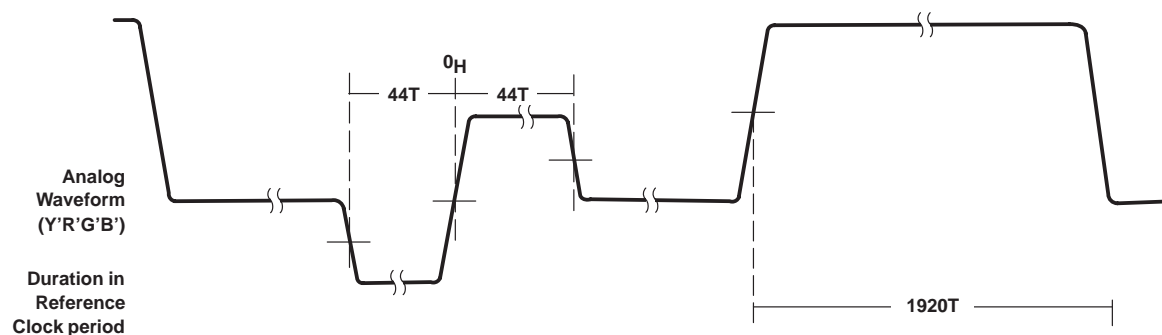 0H
44T
44T
Analog
Waveform
(Y'R'G'B')
Duration in
Reference
Clock period
1920T